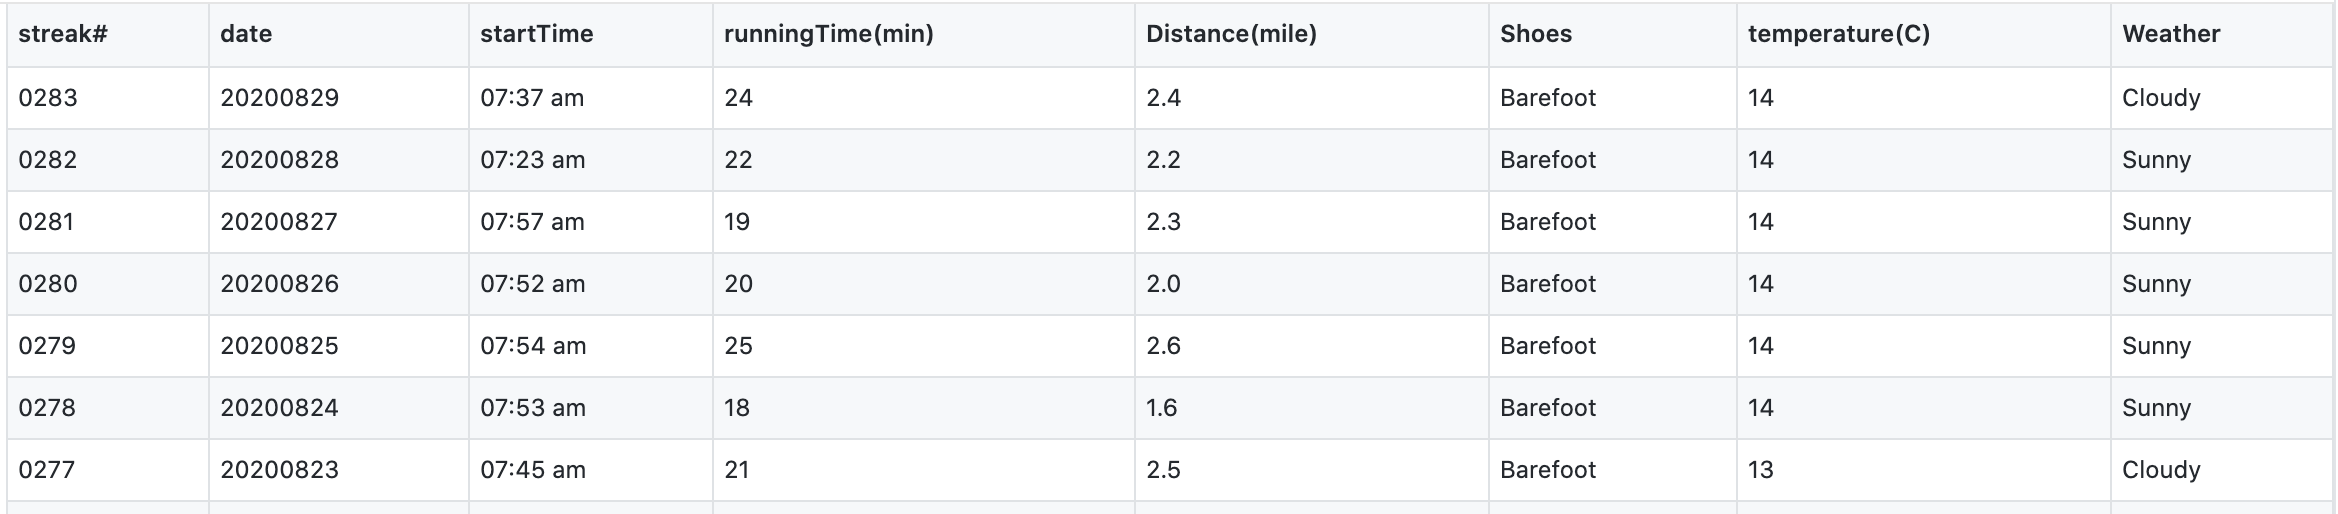 streak# date startTime runningTime(min) Distance(mile) Shoes temperature(C) Weather
0283 20200829 07:37 am 24 2.4 Barefoot 14 Cloudy
0282 20200828 07:23 am 22 2.2 Barefoot 14 Sunny
0281 20200827 07:57 am 19 2.3 Barefoot 14 Sunny
0280 20200826 07:52 am 20 2.0 Barefoot 14 Sunny
0279 20200825 07:54 am 25 2.6 Barefoot 14 Sunny
0278 20200824 07:53 am 18 1.6 Barefoot 14 Sunny
0277 20200823 07:45 am 21 2.5 Barefoot 13 Cloudy